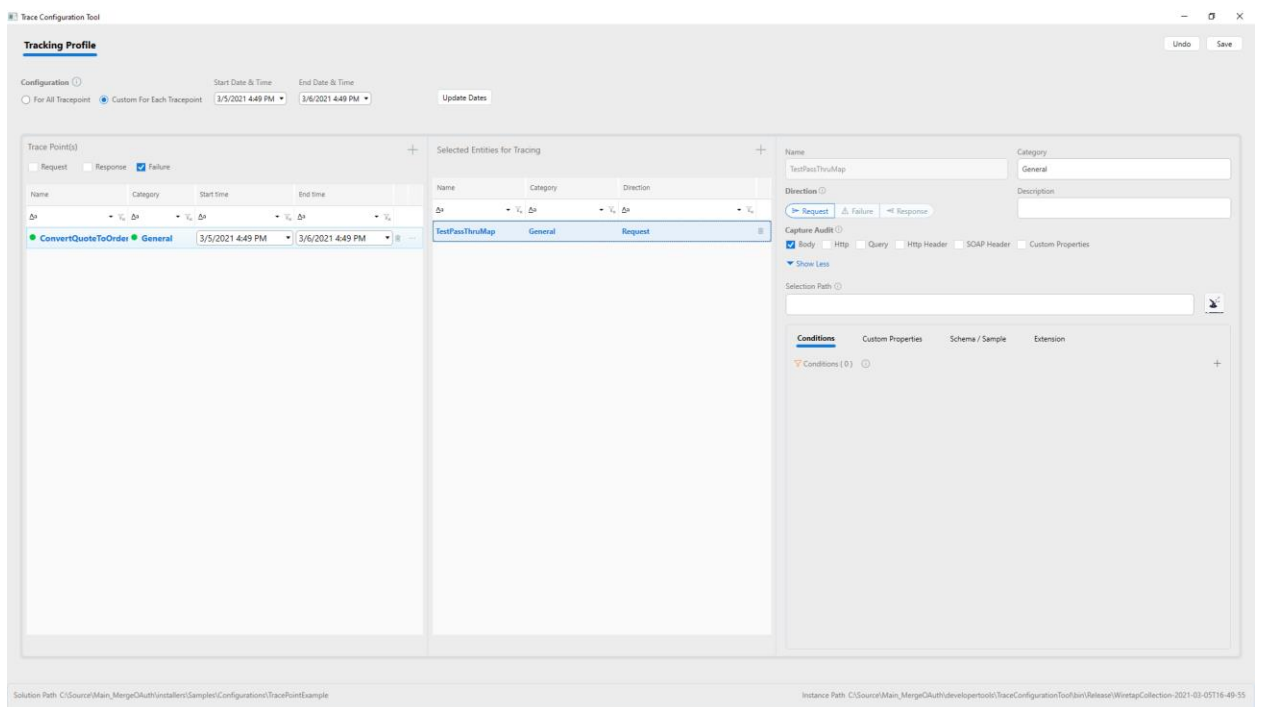 Trace Configuration Tool
Tracking Profile
Undo Save
Configuration
Start Date & Time End Date & Time
For All Tracepoint Custom For Each Tracepoint 3/5/2021 4:49 PM 3/6/2021 4:49 PM Update Dates
Trace Point(s)
Request Response Failure
Name Category Start time End time
ConvertQuoteToOrder General 3/5/2021 4:49 PM 3/6/2021 4:49 PM
Selected Entities for Tracing
Name Category Direction
TestPassThruMap General Request
Name Category
TestPassThruMap General
Direction Description
Request Failure Response
Capture Audit
Body Http Query Http Header SOAP Header Custom Properties
Show Less
Selection Path
Conditions Custom Properties Schema / Sample Extension
Conditions ( 0 )
Solution Path C:\Source\Main_MergeOAuth\installers\Samples\Configurations\TracePointExample
Instance Path C:\Source\Main_MergeOAuth\developertools\TraceConfigurationTool\bin\Release\WiretapCollection-2021-03-05T16-49-55